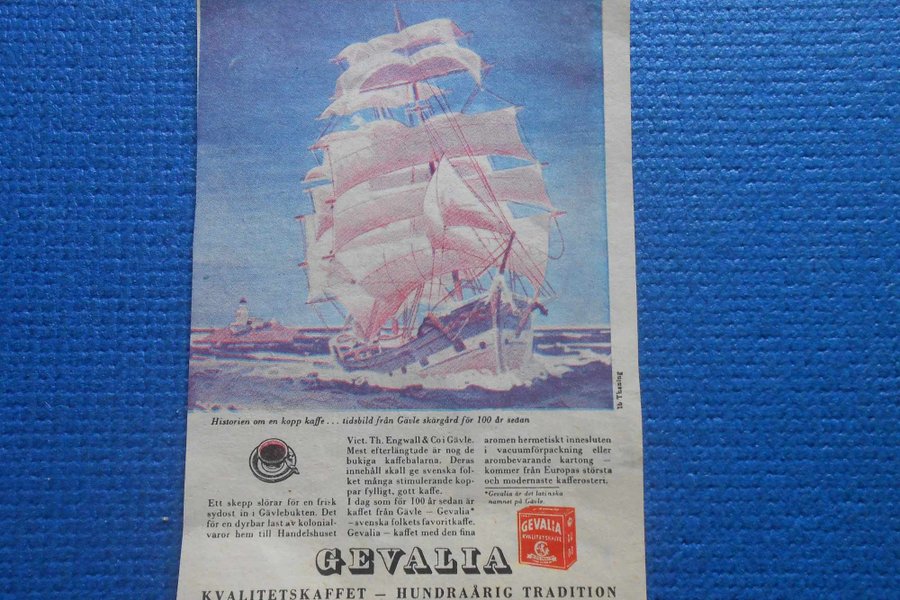 Ib Thaning
Historien om en kopp kaffe... tidsbild från Gävle skärgård för 100 år sedan
Ett skepp slörar för en frisk
sydost in i Gävlebukten. Det
för en dyrbar last av kolonial-
varor hem till Handelshuset
Vict. Th. Engwall & Co i Gävle.
Mest efterlängtade är nog de
bukiga kaffebalarna. Deras
innehåll skall ge svenska fol-
ket många stimulerande kop-
par fylligt, gott kaffe.
I dag som för 100 år sedan är
kaffet från Gävle – Gevalia*
–svenska folkets favoritkaffe.
Gevalia – kaffet med den fina
aromen hermetiskt innesluten
i vacuumförpackning eller
arombevarande kartong –
kommer från Europas största
och modernaste kafferosteri.
*Gevalia är det latinska
namnet på Gävle.
GEVALIA
KVALITETSKAFFE
GEVALIA
KVALITETSKAFFET – HUNDRAÅRIG TRADITION